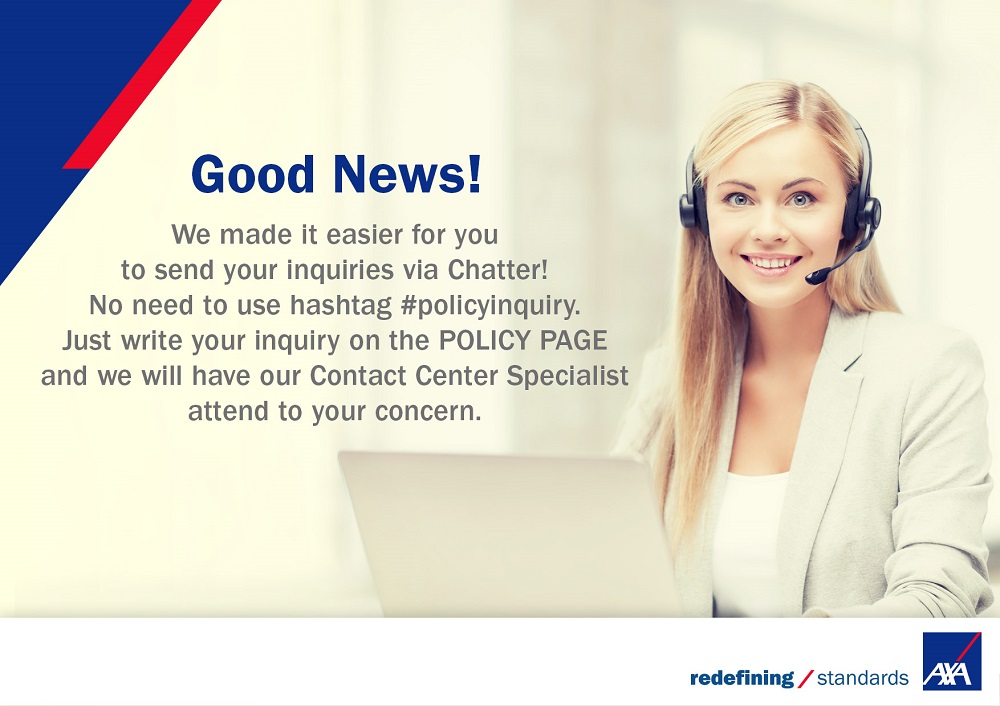 Good News!
We made it easier for you
to send your inquiries via Chatter!
No need to use hashtag #policyinquiry.
Just write your inquiry on the POLICY PAGE
and we will have our Contact Center Specialist
attend to your concern.
redefining / standards
AXA